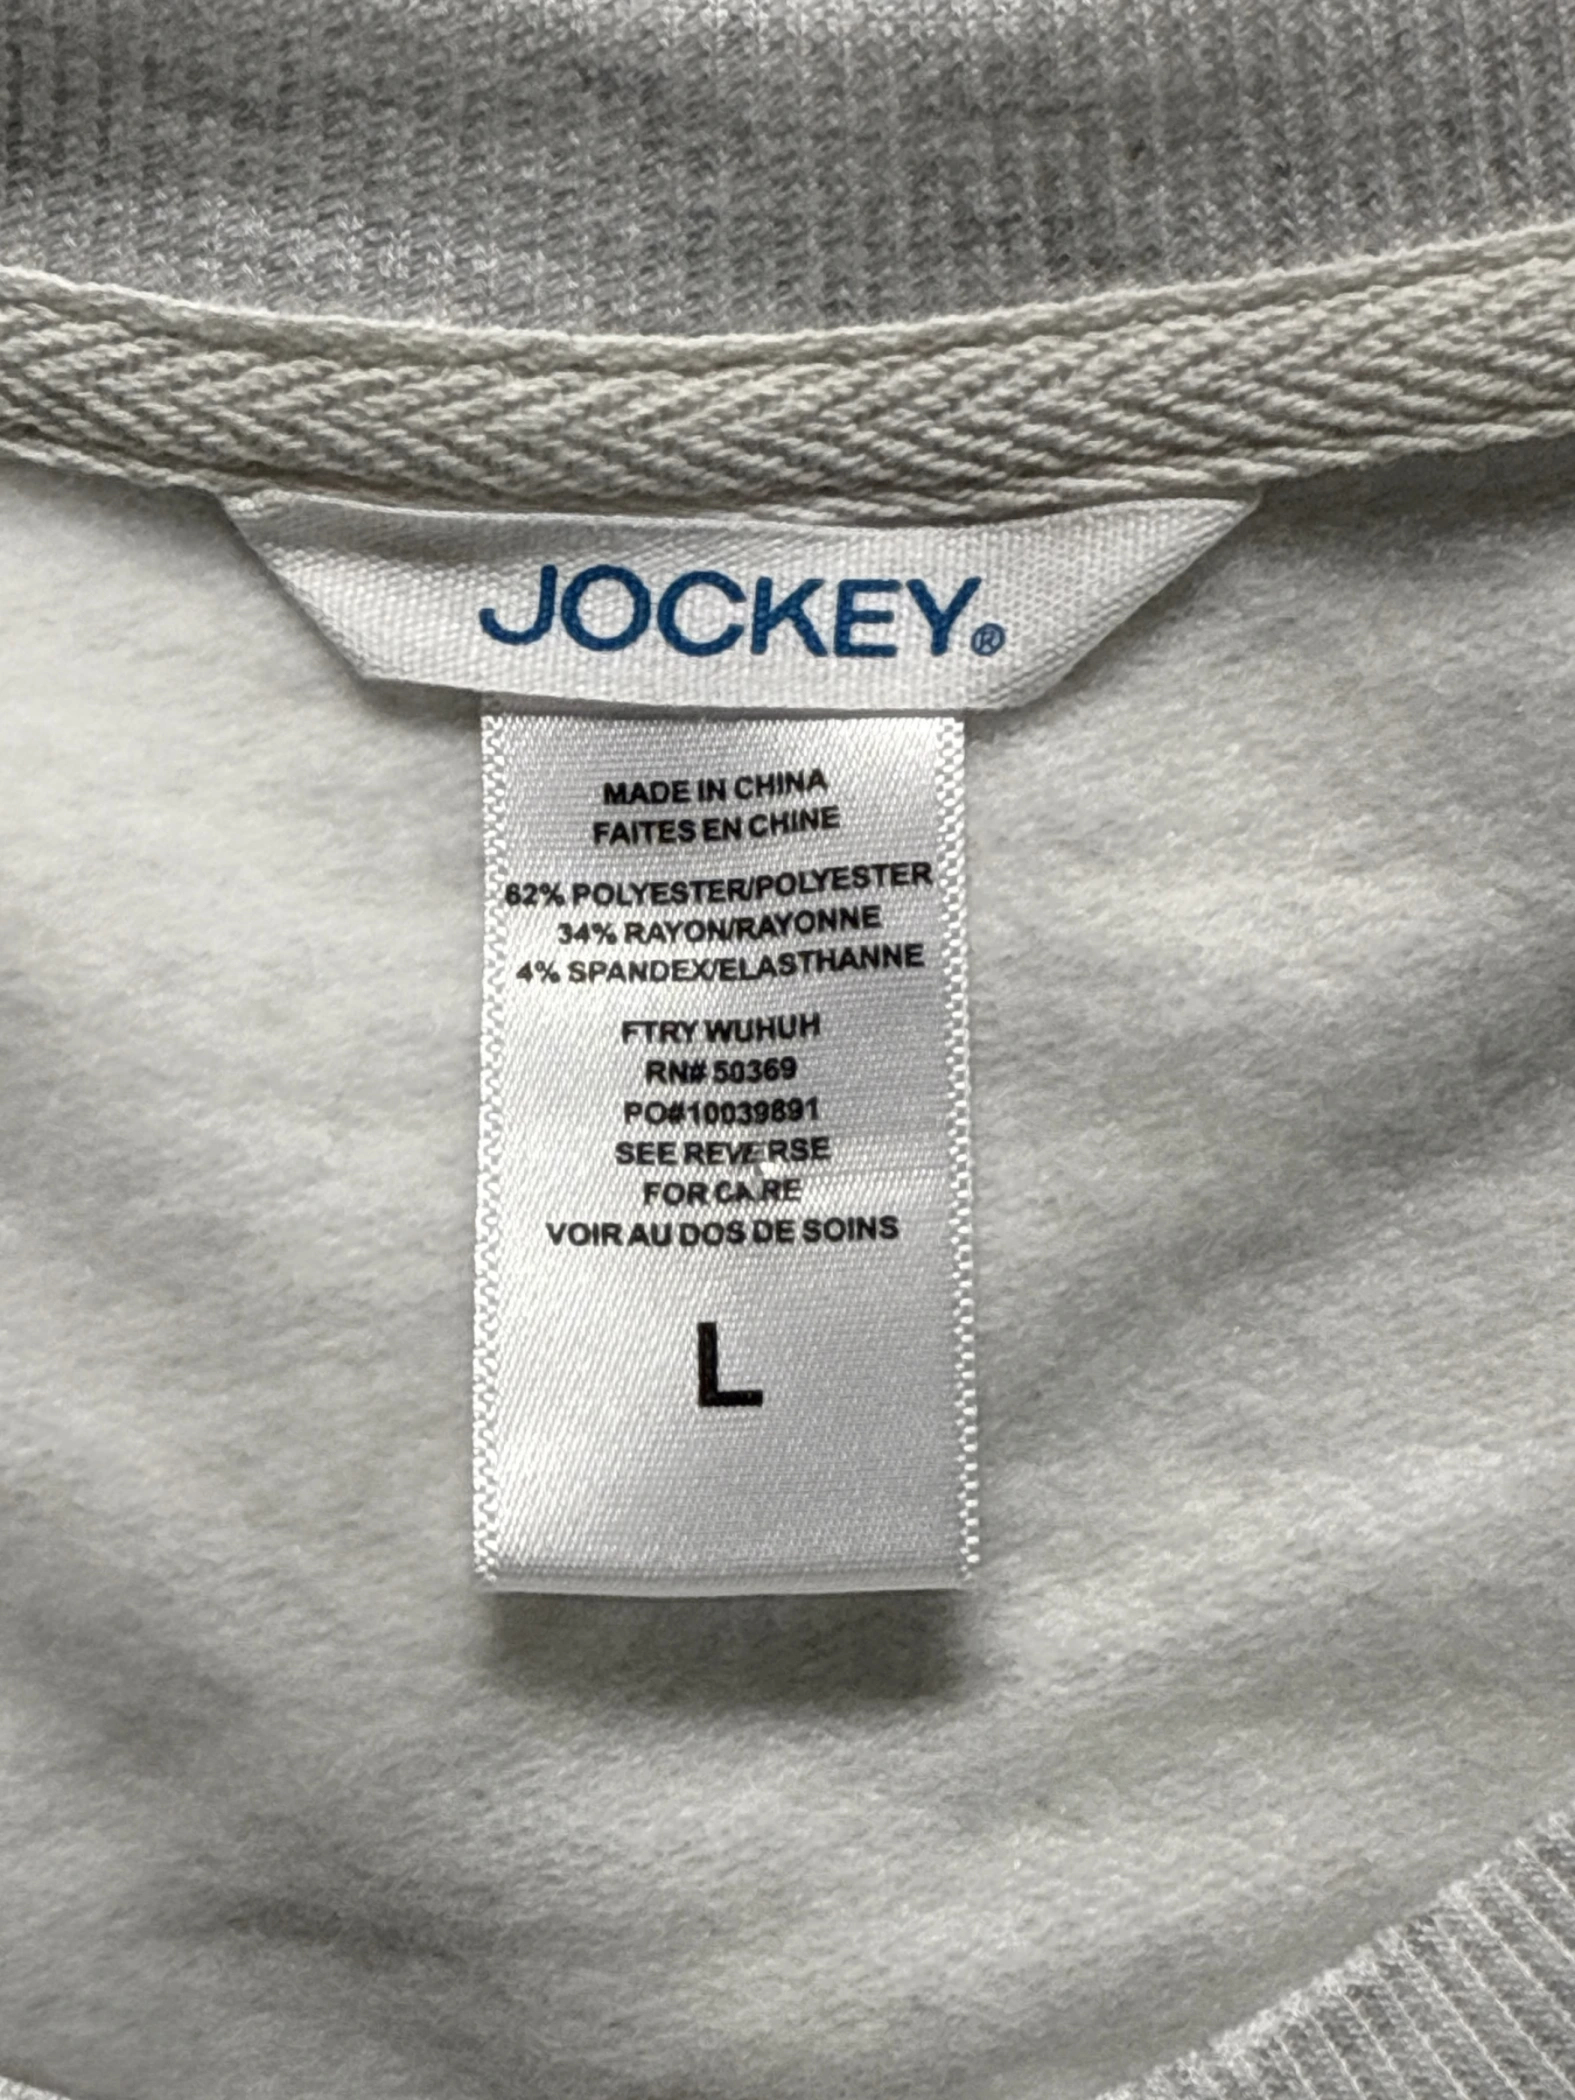 JOCKEY®
MADE IN CHINA
FAITES EN CHINE
62% POLYESTER/POLYESTER
34% RAYON/RAYONNE
4% SPANDEX/ELASTHANNE
FTRY WUHUH
RN# 50369
PO#10039891
SEE REVERSE
FOR CARE
VOIR AU DOS DE SOINS
L